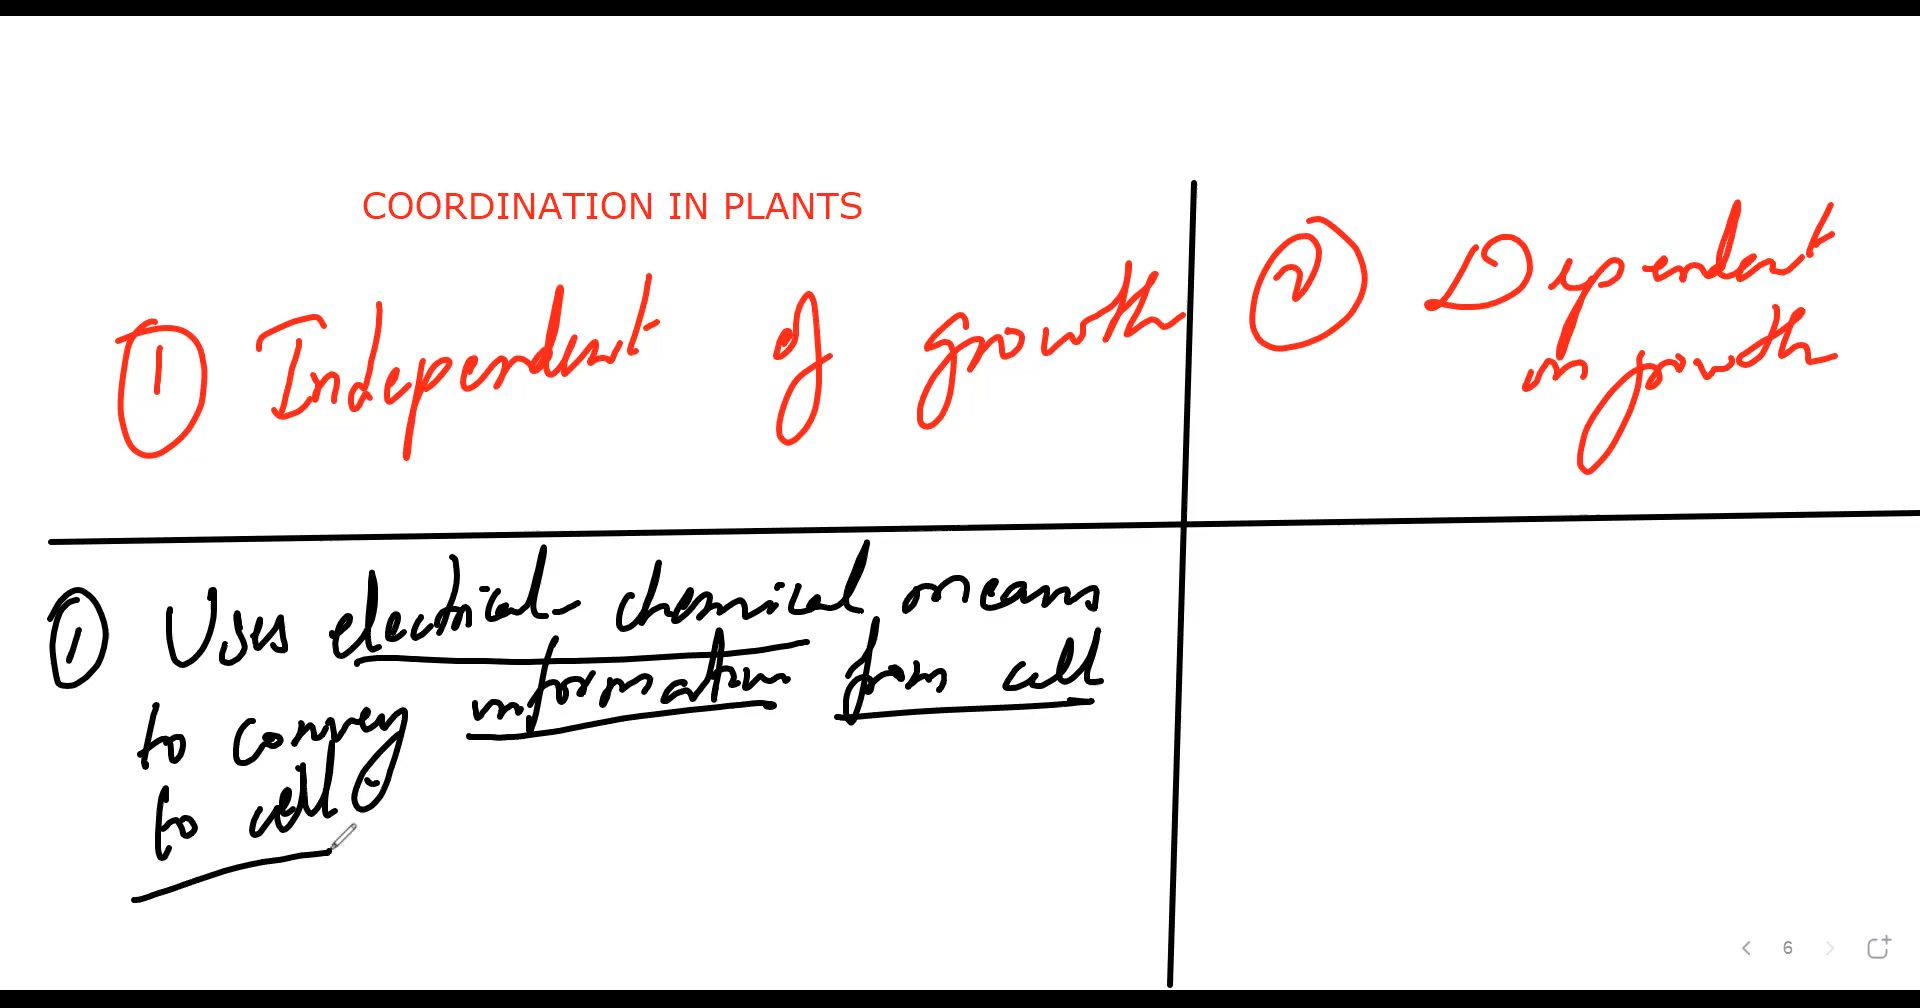 COORDINATION IN PLANTS
1 Independent of growth
2 Dependent
on growth
1 Uses electrical-chemical means
to convey information from cell
to cell
6